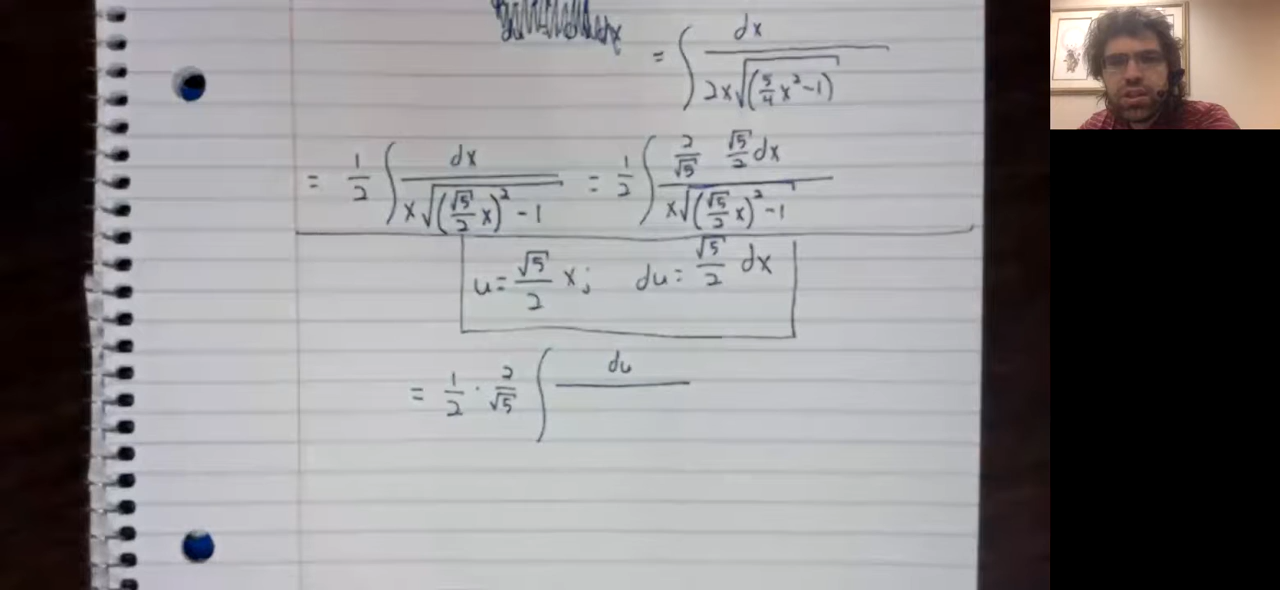 = ∫ dx / (2x√(5/4 x² - 1))
= 1/2 ∫ dx / (x√((√5/2 x)² - 1)) = 1/2 ∫ (2/√5 √5/2 dx) / (x√((√5/2 x)² - 1))
u = √5/2 x; du = √5/2 dx
= 1/2 · 2/√5 ∫ du